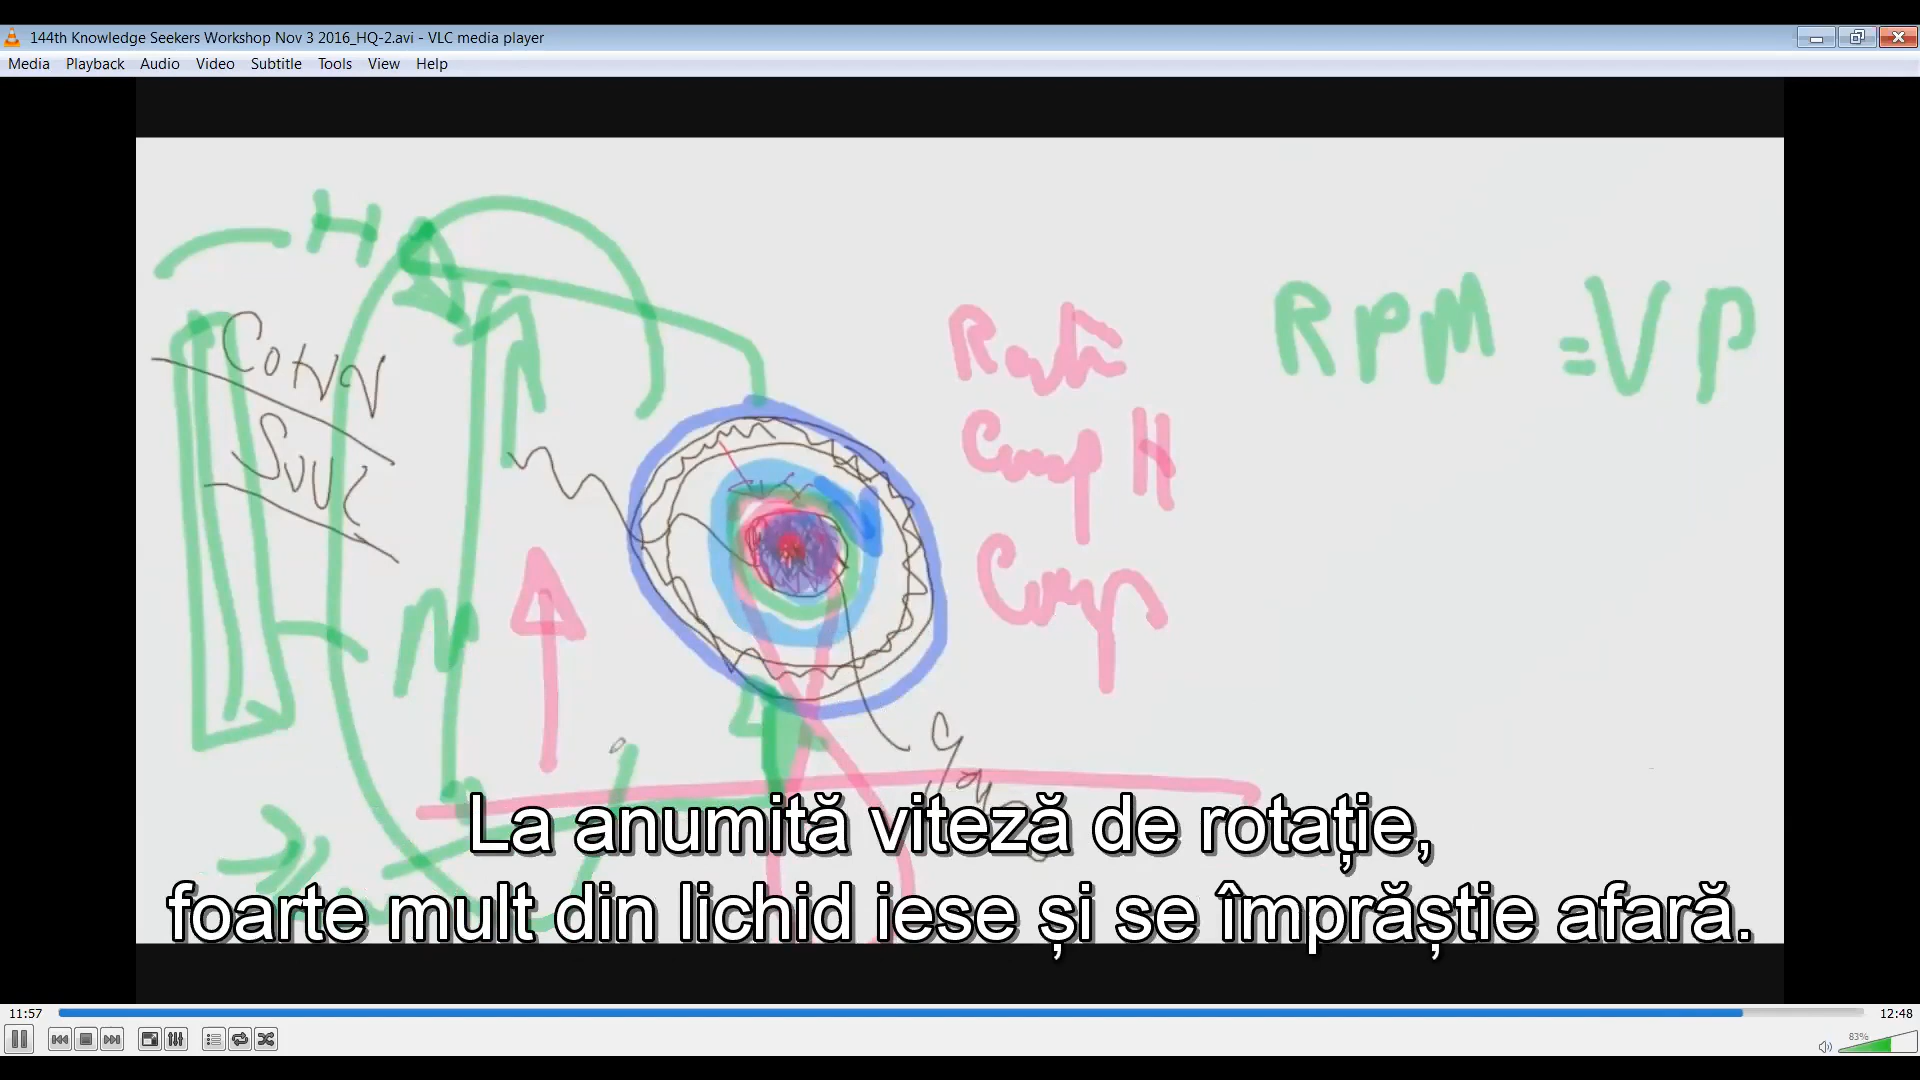 144th Knowledge Seekers Workshop Nov 3 2016_HQ-2.avi - VLC media player
Media Playback Audio Video Subtitle Tools View Help
H
RPM = VP
Comp H
N
La anumită viteză de rotație,
foarte mult din lichid iese și se împrăștie afară.
11:57
12:48
83%